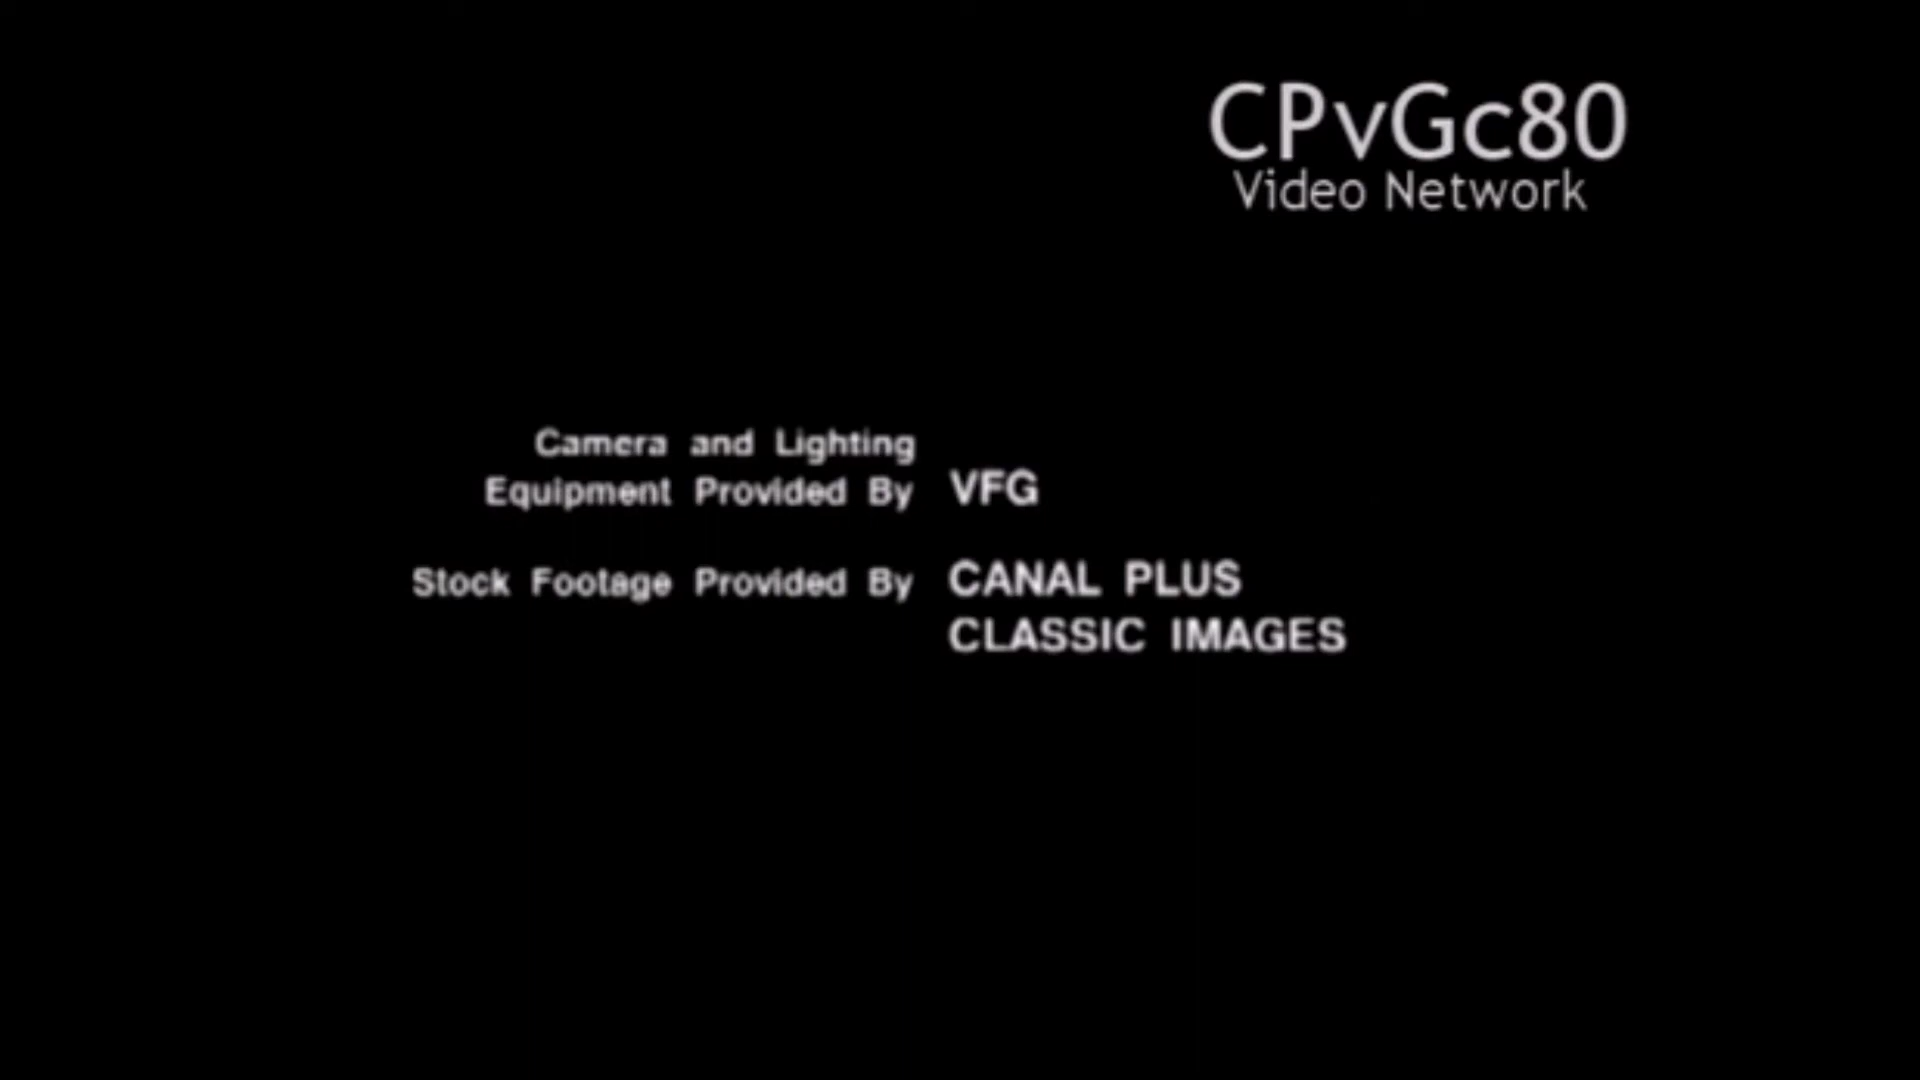 CPvGc80
Video Network
Camera and Lighting
Equipment Provided By VFG
Stock Footage Provided By CANAL PLUS
CLASSIC IMAGES